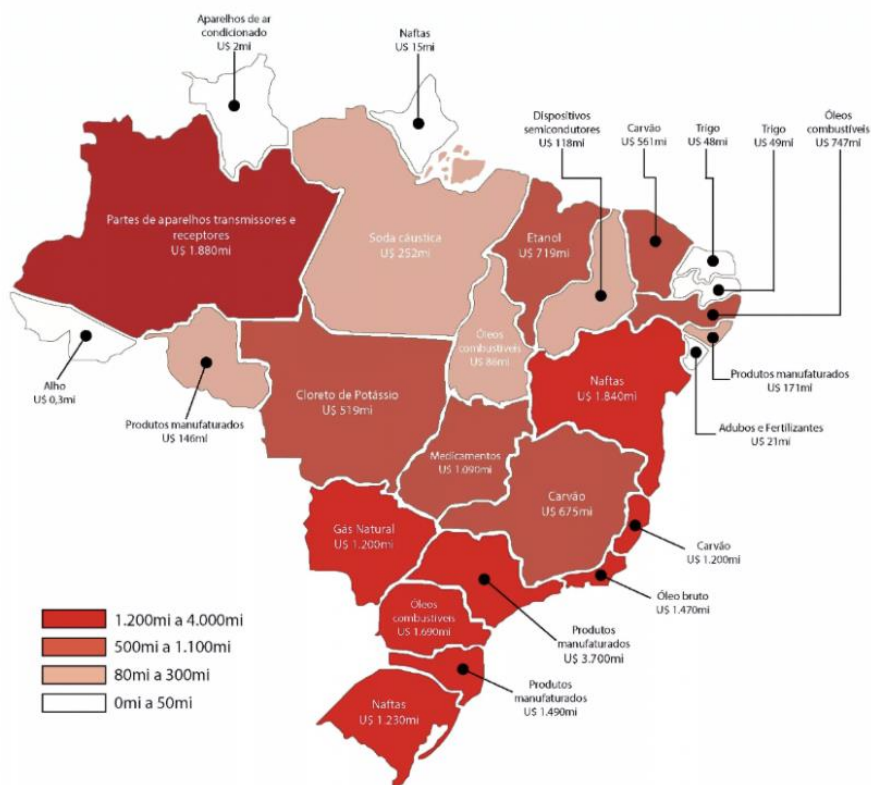 Aparelhos de ar
condicionado
U$ 2mi
Naftas
U$ 15mi
Dispositivos
semicondutores
U$ 118mi
Carvão
U$ 561mi
Trigo
U$ 48mi
Trigo
U$ 49mi
Óleos
combustíveis
U$ 747mi
Partes de aparelhos transmissores e
receptores
U$ 1.880mi
Soda cáustica
U$ 252mi
Etanol
U$ 719mi
Óleos
combustíveis
U$ 86mi
Alho
U$ 0,3mi
Produtos manufaturados
U$ 146mi
Cloreto de Potássio
U$ 519mi
Naftas
U$ 1.840mi
Produtos manufaturados
U$ 171mi
Adubos e Fertilizantes
U$ 21mi
Medicamentos
U$ 1.090mi
Carvão
U$ 675mi
Gás Natural
U$ 1.200mi
Carvão
U$ 1.200mi
Óleo bruto
U$ 1.470mi
Óleos
combustíveis
U$ 1.690mi
Produtos
manufaturados
U$ 3.700mi
Produtos
manufaturados
U$ 1.490mi
Naftas
U$ 1.230mi
1.200mi a 4.000mi
500mi a 1.100mi
80mi a 300mi
0mi a 50mi